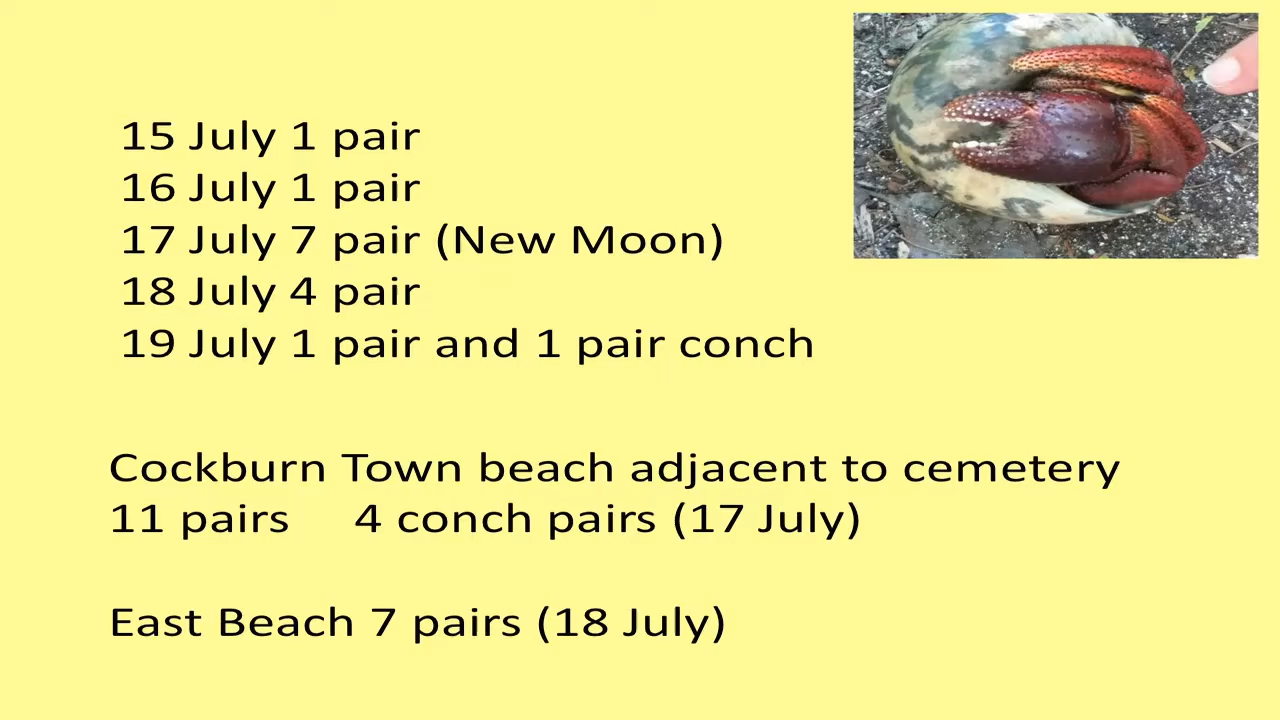 15 July 1 pair
16 July 1 pair
17 July 7 pair (New Moon)
18 July 4 pair
19 July 1 pair and 1 pair conch
Cockburn Town beach adjacent to cemetery
11 pairs 4 conch pairs (17 July)
East Beach 7 pairs (18 July)